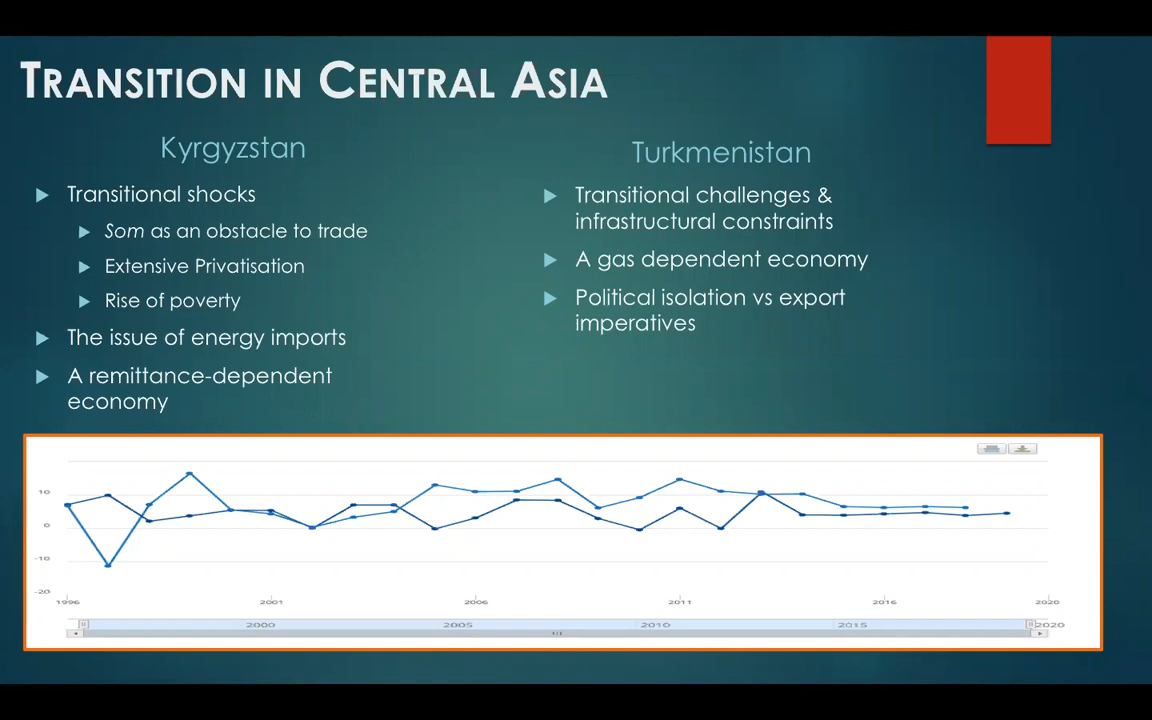 Transition in Central Asia
Kyrgyzstan
Transitional shocks
Som as an obstacle to trade
Extensive Privatisation
Rise of poverty
The issue of energy imports
A remittance-dependent
economy
Turkmenistan
Transitional challenges &
infrastructural constraints
A gas dependent economy
Political isolation vs export
imperatives
10
0
-10
-20
1996 2001 2006 2011 2016 2020
2000 2005 2010 2015 2020